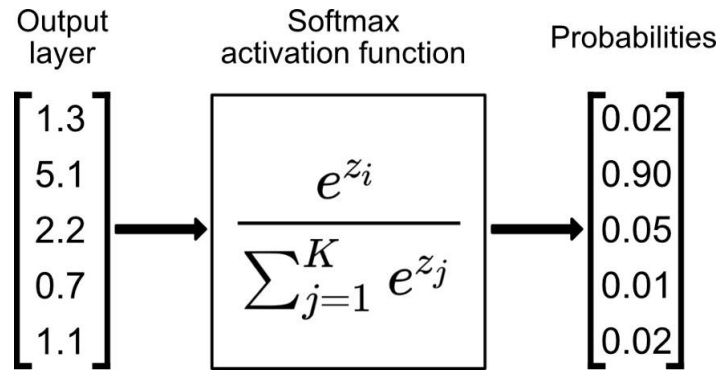 Output
layer
1.3
5.1
2.2
0.7
1.1
Softmax
activation function
e^{z_i}
∑_{j=1}^{K} e^{z_j}
Probabilities
0.02
0.90
0.05
0.01
0.02